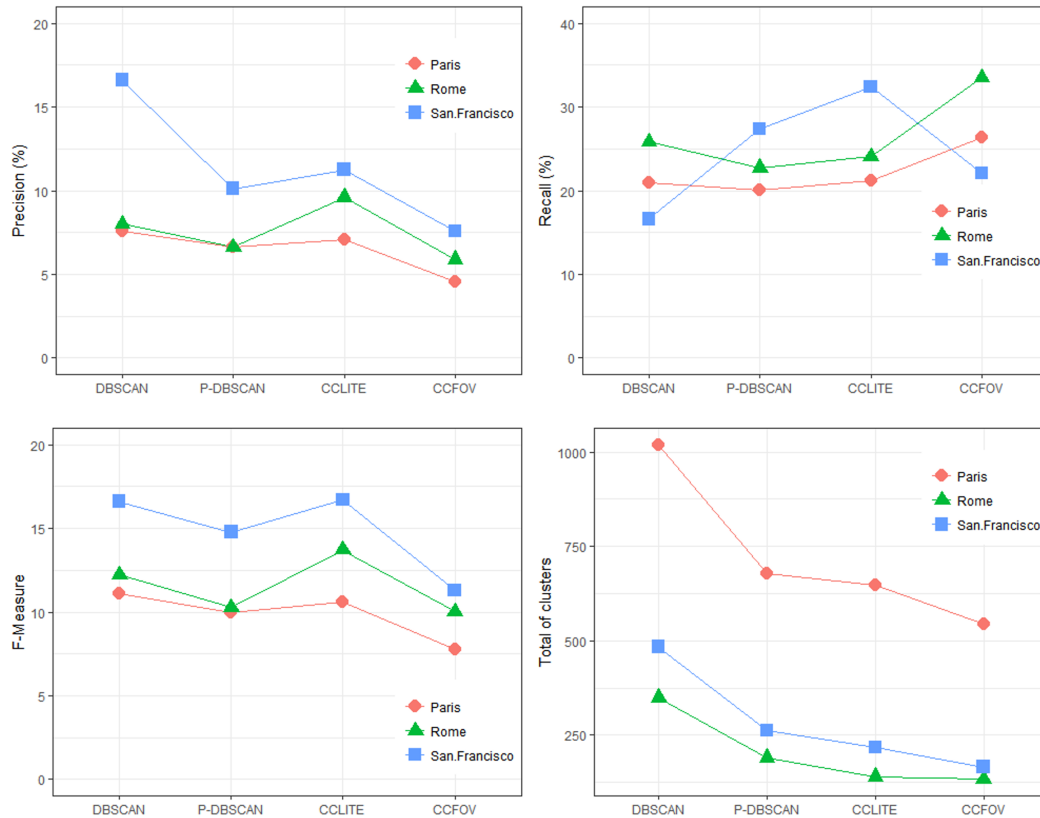 Precision (%)
20
15
10
5
0
Paris
Rome
San.Francisco
DBSCAN P-DBSCAN CCLITE CCFOV
Recall (%)
40
30
20
10
0
Paris
Rome
San.Francisco
DBSCAN P-DBSCAN CCLITE CCFOV
F-Measure
20
15
10
5
0
Paris
Rome
San.Francisco
DBSCAN P-DBSCAN CCLITE CCFOV
Total of clusters
1000
750
500
250
Paris
Rome
San.Francisco
DBSCAN P-DBSCAN CCLITE CCFOV